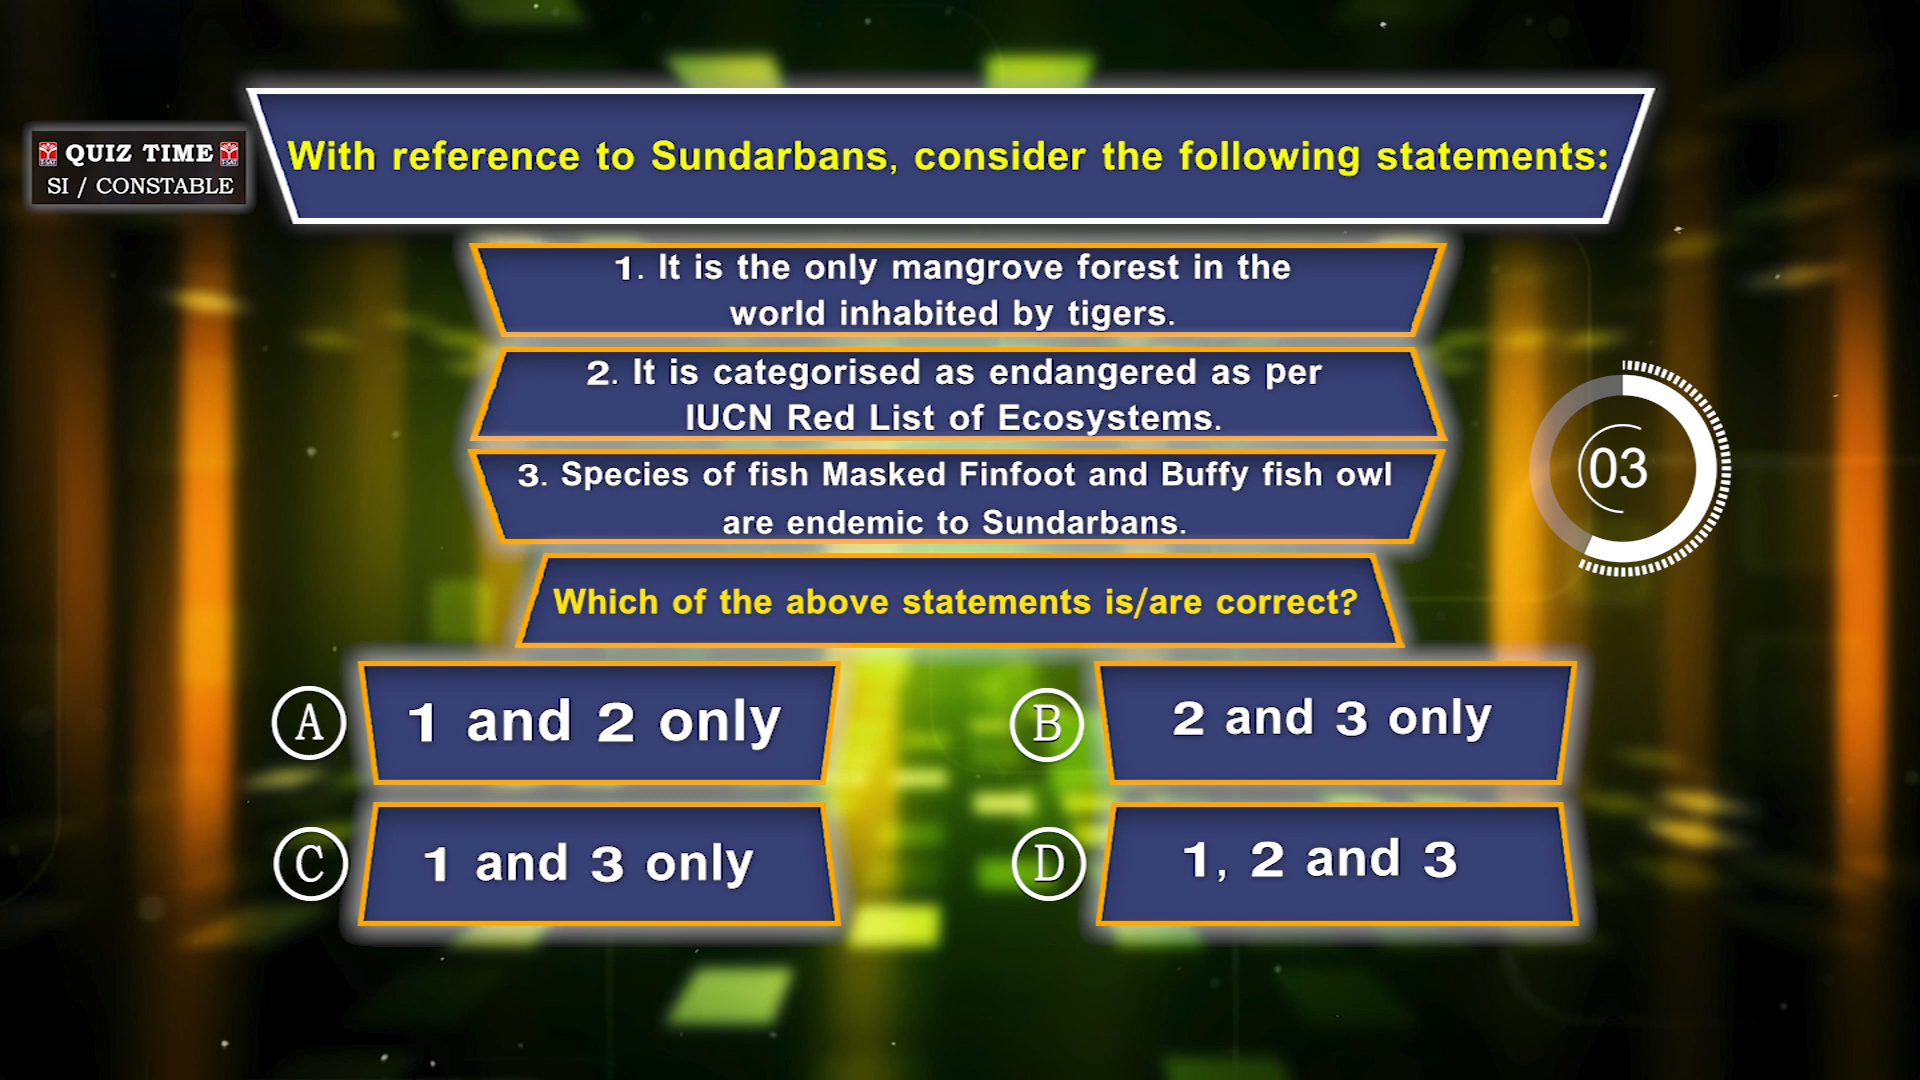 QUIZ TIME
SI / CONSTABLE
With reference to Sundarbans, consider the following statements:
1. It is the only mangrove forest in the
world inhabited by tigers.
2. It is categorised as endangered as per
IUCN Red List of Ecosystems.
3. Species of fish Masked Finfoot and Buffy fish owl
are endemic to Sundarbans.
03
Which of the above statements is/are correct?
A 1 and 2 only
B 2 and 3 only
C 1 and 3 only
D 1, 2 and 3